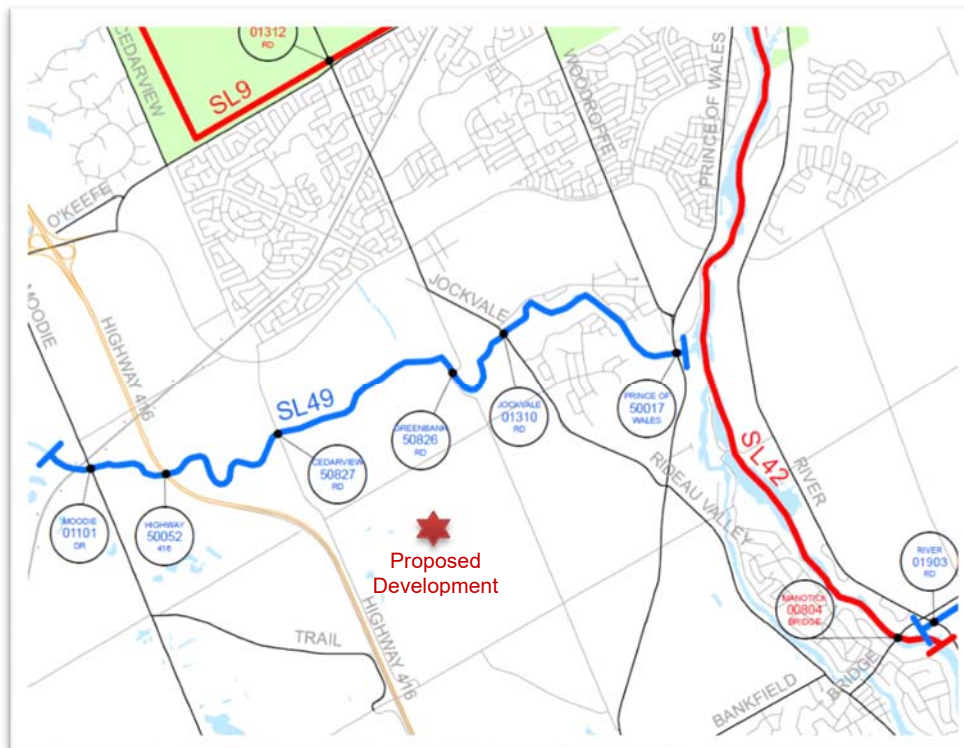 CEDARVIEW
01312
RD
SL9
WOODROFFE
PRINCE OF WALES
O'KEEFE
MOODIE
HIGHWAY 416
JOCKVALE
SL49
GREENBANK
50826
RD
JOCKVALE
01310
RD
PRINCE OF
50017
WALES
CEDARVIEW
50827
RD
MOODIE
01101
DR
HIGHWAY
50052
416
SL42
RIVER
RIDEAU VALLEY
Proposed
Development
RIVER
01903
RD
MANOTICK
00804
BRIDGE
TRAIL
HIGHWAY 416
BANKFIELD
BRIDGE